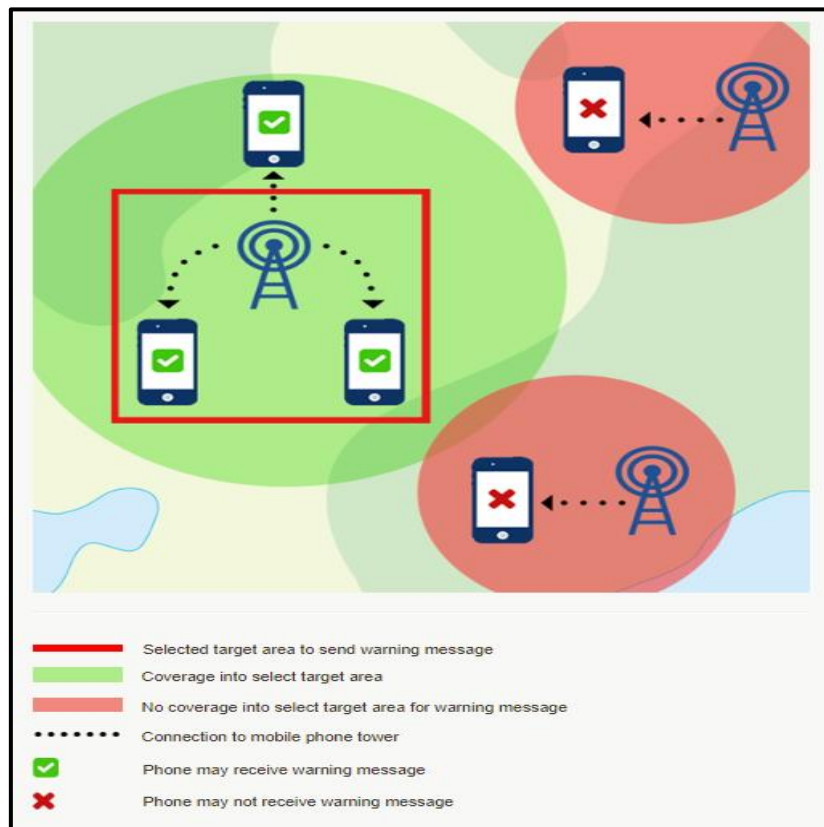 Selected target area to send warning message
Coverage into select target area
No coverage into select target area for warning message
Connection to mobile phone tower
Phone may receive warning message
Phone may not receive warning message